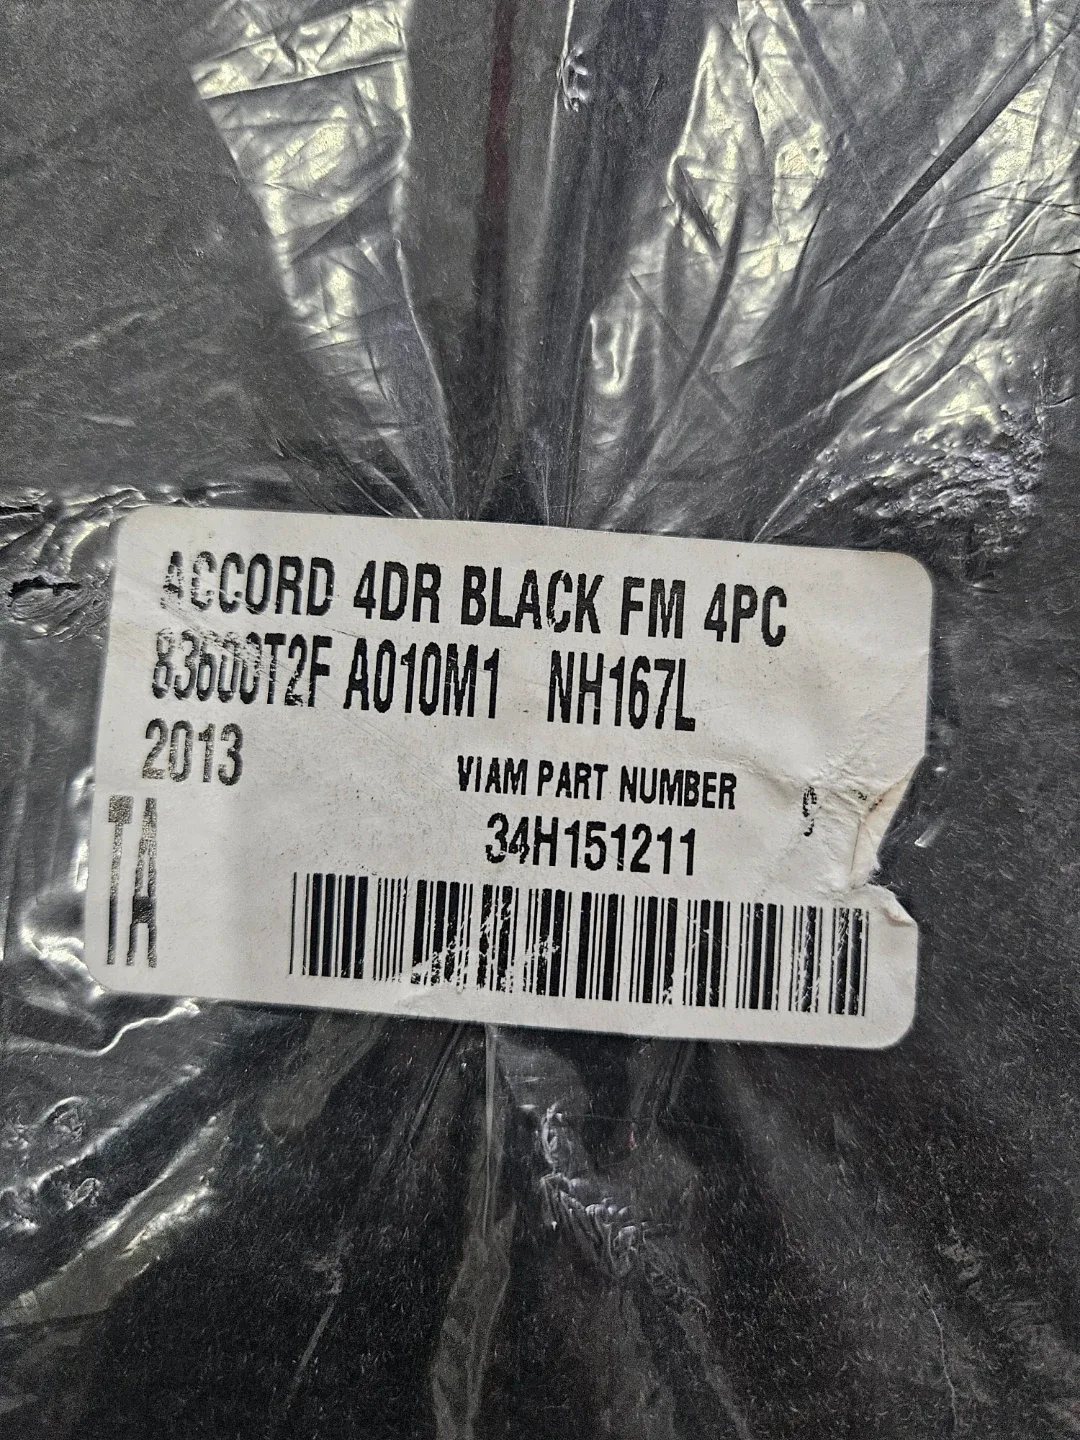 ACCORD 4DR BLACK FM 4PC
83600T2F A010M1 NH167L
2013
VIAM PART NUMBER
34H151211
TA